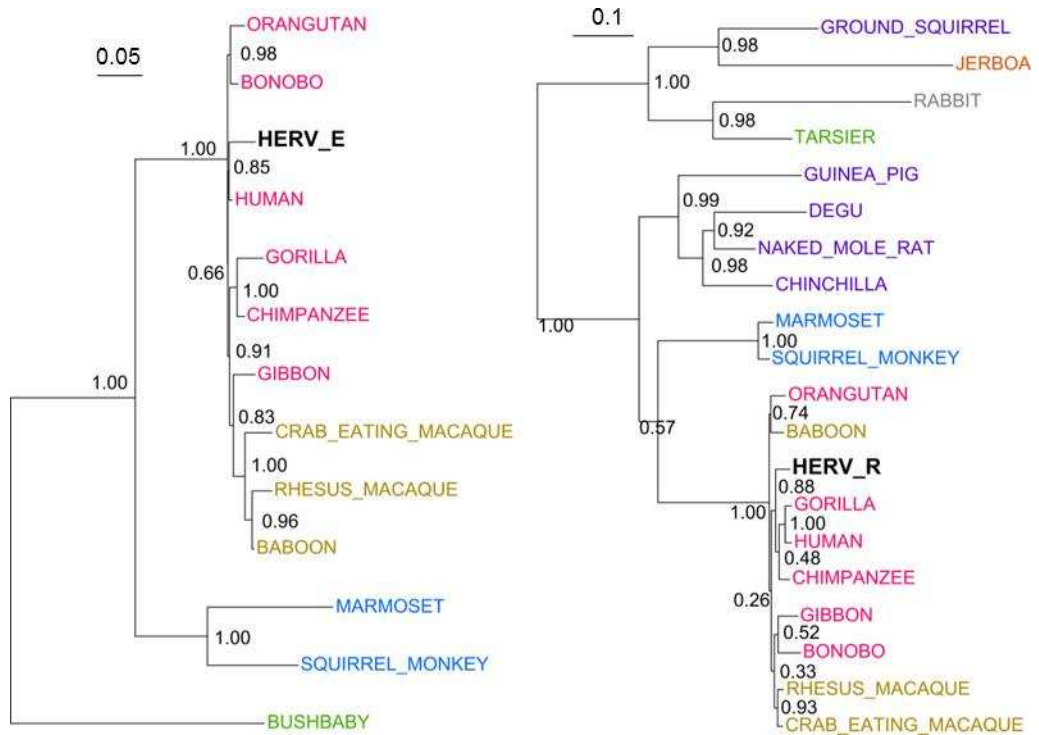 0.05
ORANGUTAN
0.98
BONOBO
HERV_E
1.00
0.85
HUMAN
GORILLA
0.66
1.00
CHIMPANZEE
0.91
GIBBON
1.00
0.83
CRAB_EATING_MACAQUE
1.00
RHESUS_MACAQUE
0.96
BABOON
MARMOSET
1.00
SQUIRREL_MONKEY
BUSHBABY
0.1
GROUND_SQUIRREL
0.98
JERBOA
1.00
RABBIT
0.98
TARSIER
GUINEA_PIG
0.99
DEGU
0.92
NAKED_MOLE_RAT
0.98
CHINCHILLA
MARMOSET
1.00
1.00
SQUIRREL_MONKEY
ORANGUTAN
0.74
0.57
BABOON
HERV_R
0.88
GORILLA
1.00
1.00
HUMAN
0.48
CHIMPANZEE
0.26
GIBBON
0.52
BONOBO
0.33
RHESUS_MACAQUE
0.93
CRAB_EATING_MACAQUE